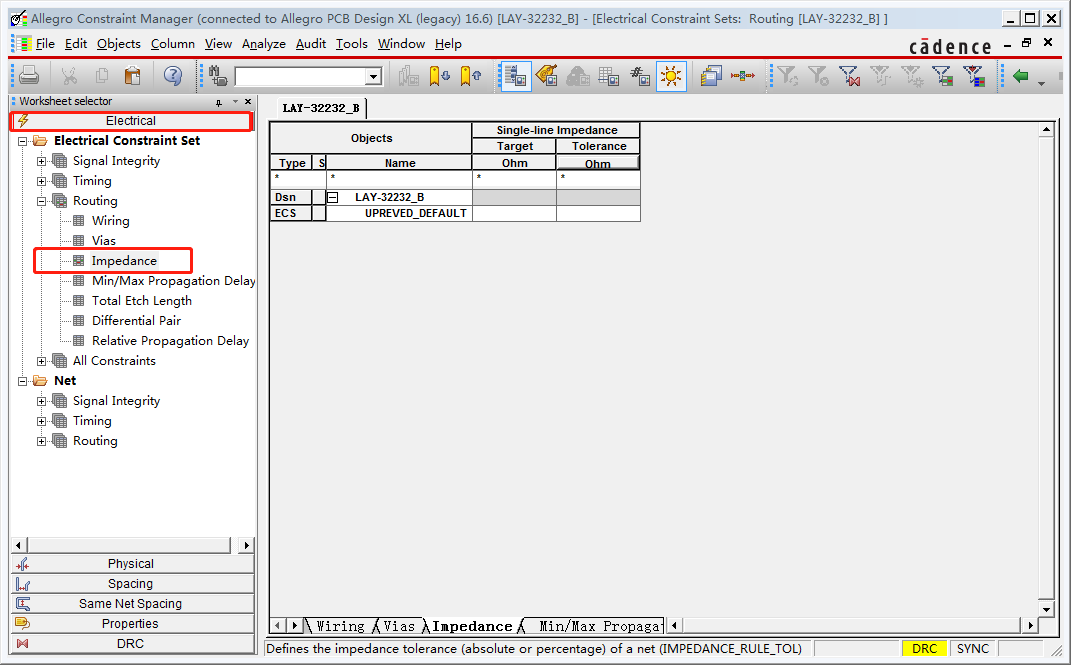 Allegro Constraint Manager (connected to Allegro PCB Design XL (legacy) 16.6) [LAY-32232_B] - [Electrical Constraint Sets: Routing [LAY-32232_B] ]
File Edit Objects Column View Analyze Audit Tools Window Help
cādence
Worksheet selector
Electrical
Electrical Constraint Set
Signal Integrity
Timing
Routing
Wiring
Vias
Impedance
Min/Max Propagation Delay
Total Etch Length
Differential Pair
Relative Propagation Delay
All Constraints
Net
Signal Integrity
Timing
Routing
Physical
Spacing
Same Net Spacing
Properties
DRC
LAY-32232_B
Objects Single-line Impedance
Target Tolerance
Type S Name Ohm Ohm
* * * *
Dsn LAY-32232_B
ECS UPREVED_DEFAULT
Wiring Vias Impedance Min/Max Propagat
Defines the impedance tolerance (absolute or percentage) of a net (IMPEDANCE_RULE_TOL) DRC SYNC